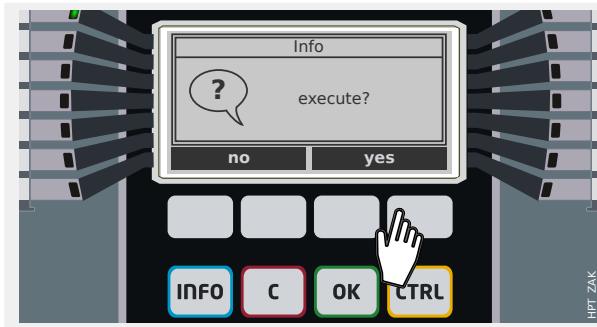 Info
?
execute?
no yes
INFO C OK CTRL
HPT ZAK